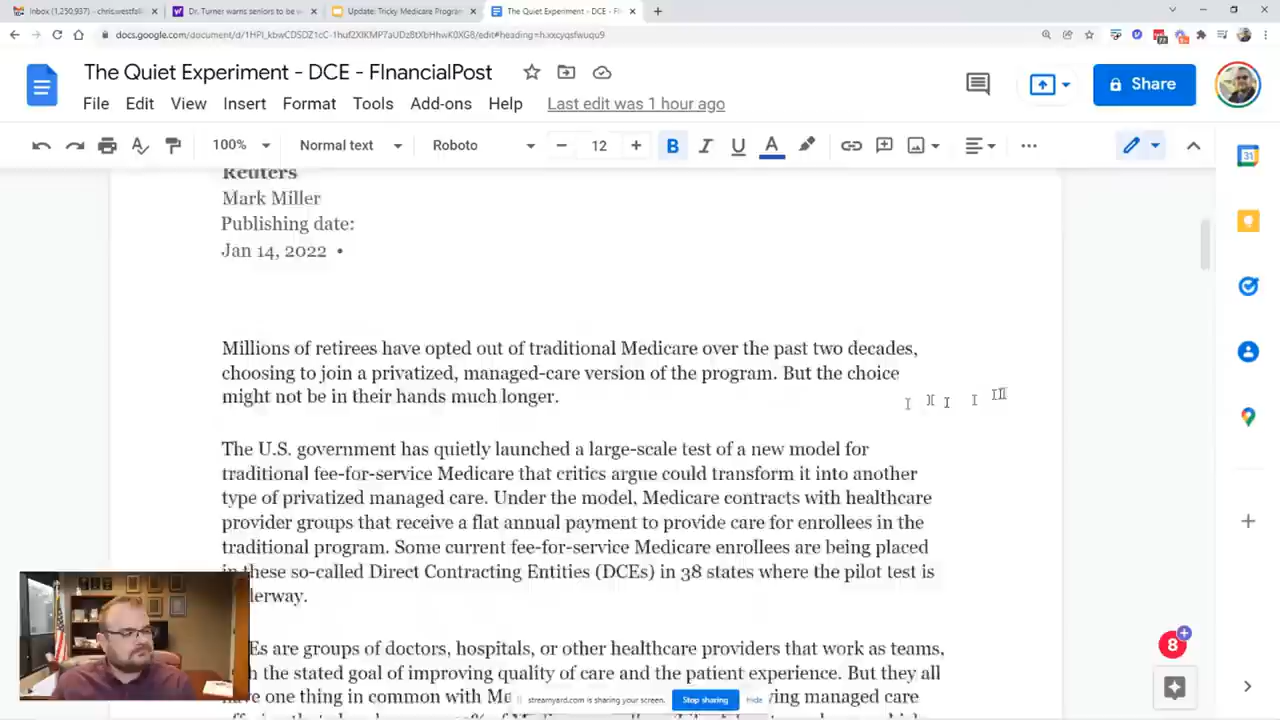 Inbox (1,250,937) - chris.westfall
Dr. Turner warns seniors to be
Update: Tricky Medicare Program
The Quiet Experiment - DCE - FI
docs.google.com/document/d/
The Quiet Experiment - DCE - FInancialPost
Share
File Edit View Insert Format Tools Add-ons Help Last edit was 1 hour ago
100% Normal text Roboto 12 B I U A
31
Reuters
Mark Miller
Publishing date:
Jan 14, 2022 •
Millions of retirees have opted out of traditional Medicare over the past two decades,
choosing to join a privatized, managed-care version of the program. But the choice
might not be in their hands much longer.
The U.S. government has quietly launched a large-scale test of a new model for
traditional fee-for-service Medicare that critics argue could transform it into another
type of privatized managed care. Under the model, Medicare contracts with healthcare
provider groups that receive a flat annual payment to provide care for enrollees in the
traditional program. Some current fee-for-service Medicare enrollees are being placed
in these so-called Direct Contracting Entities (DCEs) in 38 states where the pilot test is
derway.
Es are groups of doctors, hospitals, or other healthcare providers that work as teams,
the stated goal of improving quality of care and the patient experience. But they all
one thing in common with
ving managed care
8
streamyard.com is sharing your screen.
Stop sharing
Hide